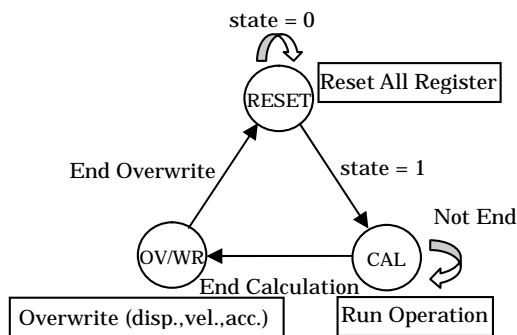 state = 0
RESET
Reset All Register
End Overwrite
state = 1
Not End
OV/WR
CAL
End Calculation
Overwrite (disp.,vel.,acc.)
Run Operation